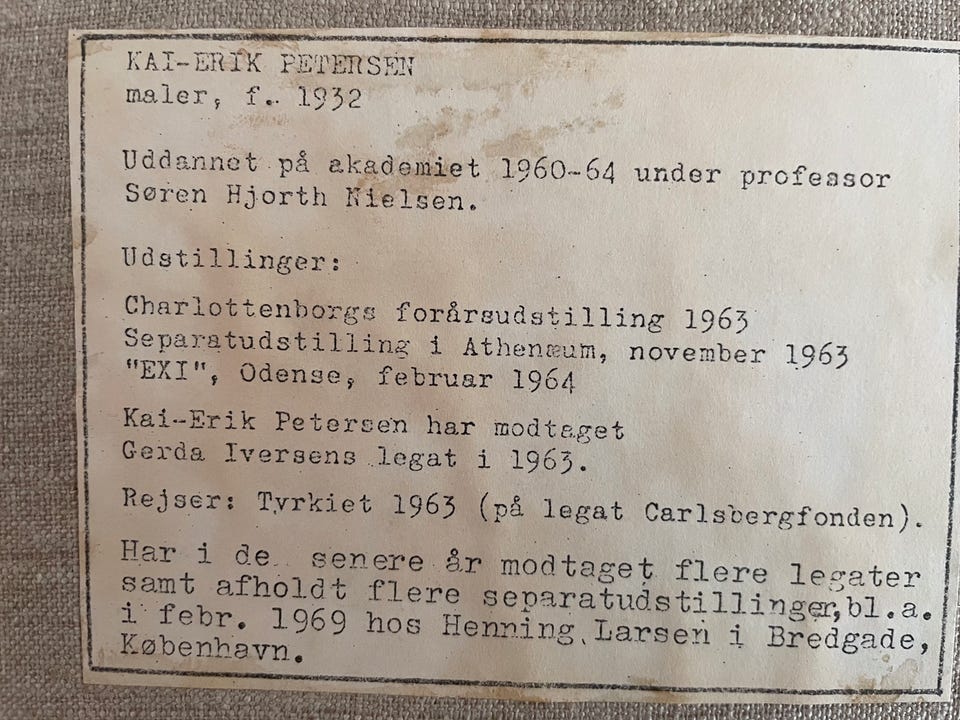 KAI-ERIK PETERSEN
maler, f. 1932
Uddannet på akademiet 1960-64 under professor
Søren Hjorth Nielsen.
Udstillinger:
Charlottenborgs forårsudstilling 1963
Separatudstilling i Athenæum, november 1963
"EXI", Odense, februar 1964
Kai-Erik Petersen har modtaget
Gerda Iversens legat i 1963.
Rejser: Tyrkiet 1963 (på legat Carlsbergfonden).
Har i de senere år modtaget flere legater
samt afholdt flere separatudstillinger, bl.a.
i febr. 1969 hos Henning Larsen i Bredgade,
København.